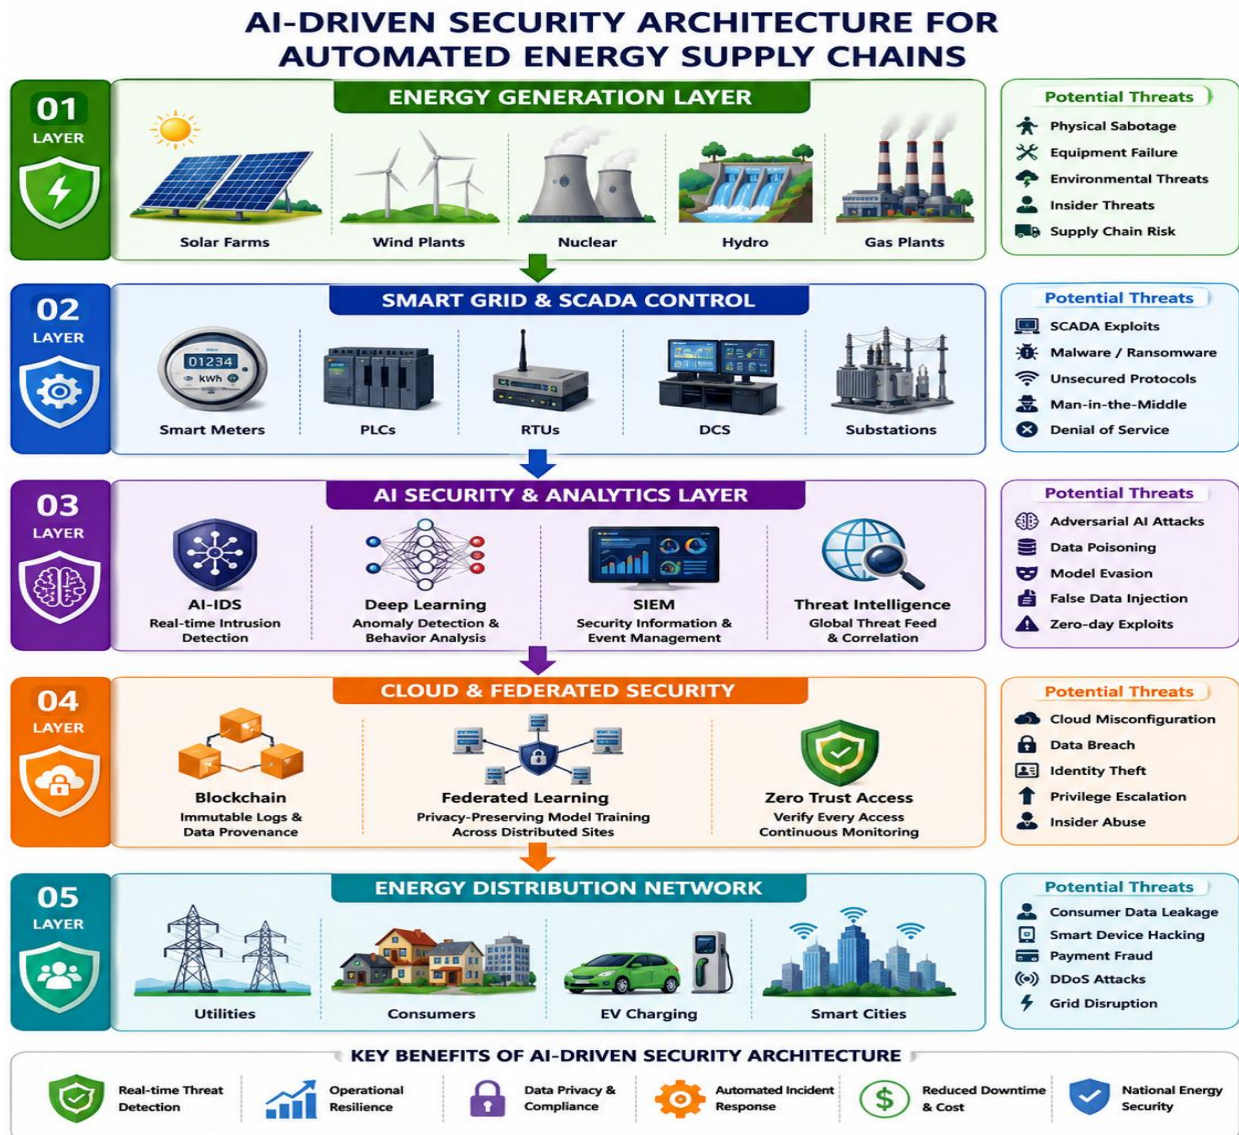 AI-DRIVEN SECURITY ARCHITECTURE FOR
AUTOMATED ENERGY SUPPLY CHAINS
01
LAYER
ENERGY GENERATION LAYER
Solar Farms
Wind Plants
Nuclear
Hydro
Gas Plants
Potential Threats
Physical Sabotage
Equipment Failure
Environmental Threats
Insider Threats
Supply Chain Risk
02
LAYER
SMART GRID & SCADA CONTROL
01234
kWh
Smart Meters
PLCs
RTUs
DCS
Substations
Potential Threats
SCADA Exploits
Malware / Ransomware
Unsecured Protocols
Man-in-the-Middle
Denial of Service
03
LAYER
AI SECURITY & ANALYTICS LAYER
AI-IDS
Real-time Intrusion
Detection
Deep Learning
Anomaly Detection &
Behavior Analysis
SIEM
Security Information &
Event Management
Threat Intelligence
Global Threat Feed
& Correlation
Potential Threats
Adversarial AI Attacks
Data Poisoning
Model Evasion
False Data Injection
Zero-day Exploits
04
LAYER
CLOUD & FEDERATED SECURITY
Blockchain
Immutable Logs &
Data Provenance
Federated Learning
Privacy-Preserving Model Training
Across Distributed Sites
Zero Trust Access
Verify Every Access
Continuous Monitoring
Potential Threats
Cloud Misconfiguration
Data Breach
Identity Theft
Privilege Escalation
Insider Abuse
05
LAYER
ENERGY DISTRIBUTION NETWORK
Utilities
Consumers
EV Charging
Smart Cities
Potential Threats
Consumer Data Leakage
Smart Device Hacking
Payment Fraud
DDoS Attacks
Grid Disruption
KEY BENEFITS OF AI-DRIVEN SECURITY ARCHITECTURE
Real-time Threat
Detection
Operational
Resilience
Data Privacy &
Compliance
Automated Incident
Response
$
Reduced Downtime
& Cost
National Energy
Security